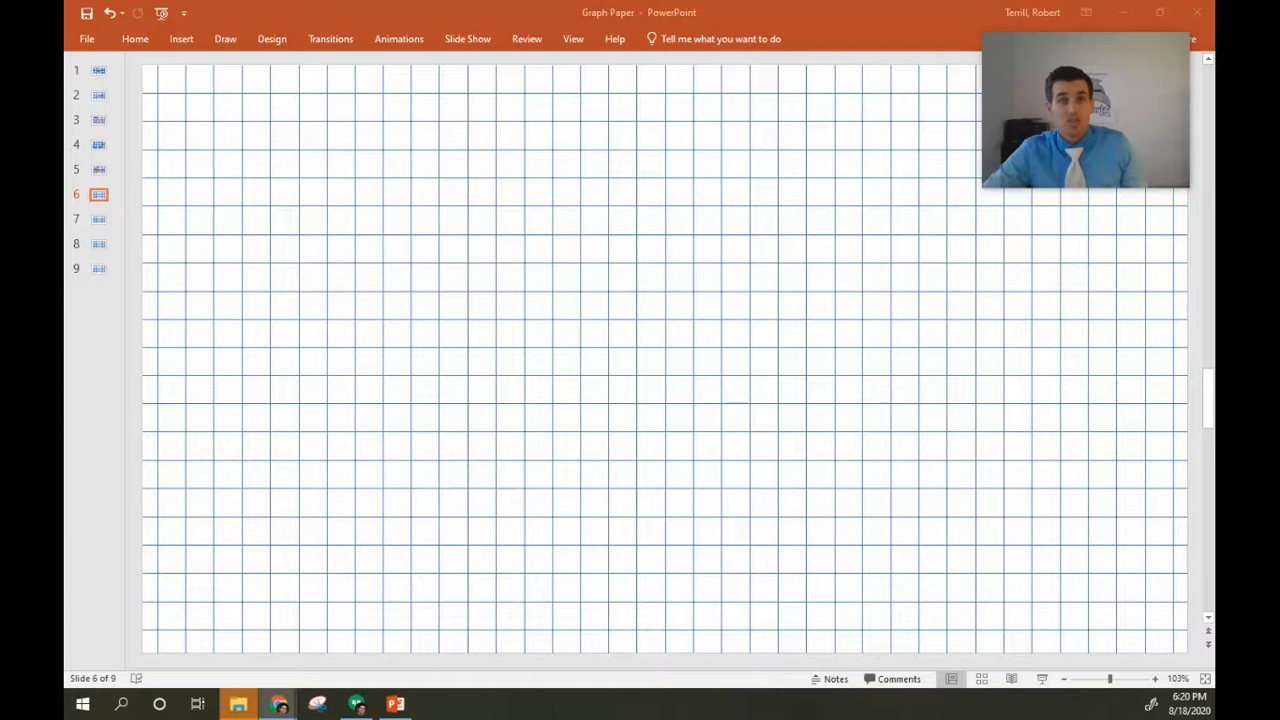 Graph Paper - PowerPoint
Terrill, Robert
File Home Insert Draw Design Transitions Animations Slide Show Review View Help Tell me what you want to do
1
2
3
4
5
6
7
8
9
Slide 6 of 9
Notes Comments 103%
6:20 PM
8/18/2020